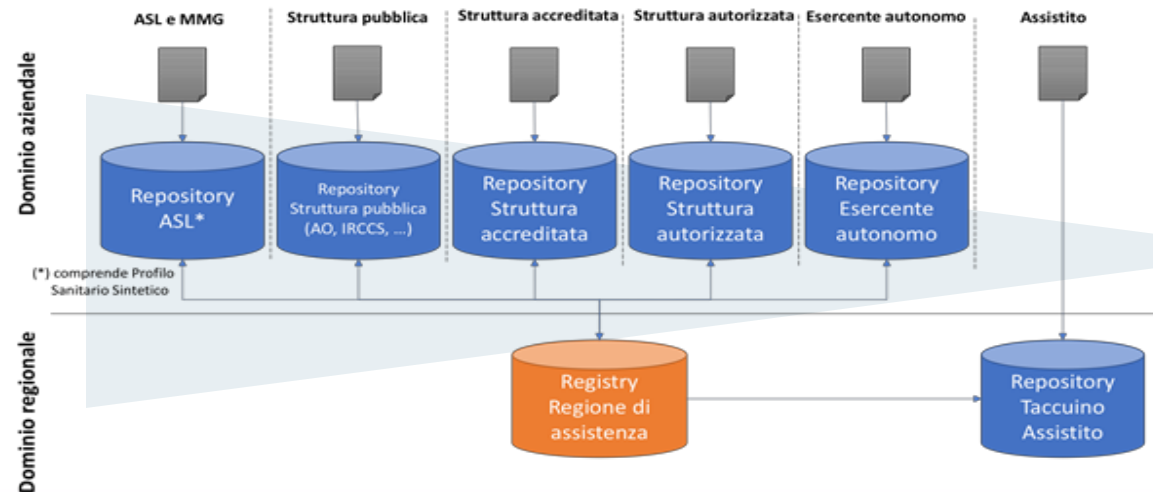 ASL e MMG
Struttura pubblica
Struttura accreditata
Struttura autorizzata
Esercente autonomo
Assistito
Dominio aziendale
Repository
ASL*
Repository
Struttura pubblica
(AO, IRCCS, ...)
Repository
Struttura
accreditata
Repository
Struttura
autorizzata
Repository
Esercente
autonomo
(*) comprende Profilo
Sanitario Sintetico
Dominio regionale
Registry
Regione di
assistenza
Repository
Taccuino
Assistito